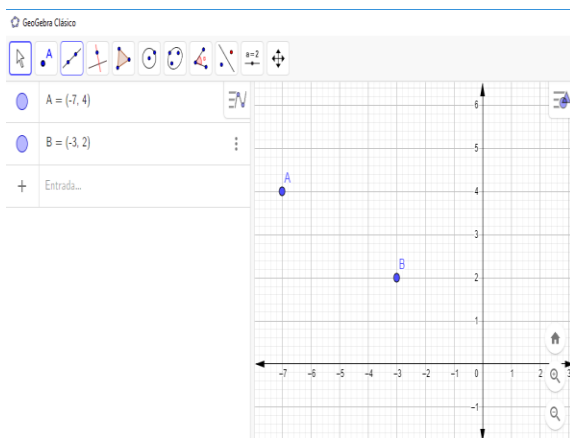 GeoGebra Clásico
A
a=2
A = (-7, 4)
B = (-3, 2)
Entrada...
6
5
A
4
3
B
2
1
-7 -6 -5 -4 -3 -2 -1 0 1 2 3
-1